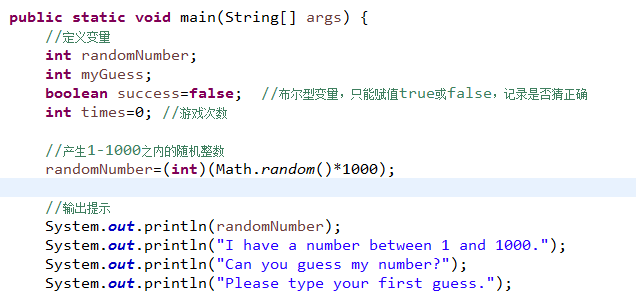 public static void main(String[] args) {
//定义变量
int randomNumber;
int myGuess;
boolean success=false; //布尔型变量，只能赋值true或false，记录是否猜正确
int times=0; //游戏次数
//产生1-1000之内的随机整数
randomNumber=(int)(Math.random()*1000);
//输出提示
System.out.println(randomNumber);
System.out.println("I have a number between 1 and 1000.");
System.out.println("Can you guess my number?");
System.out.println("Please type your first guess.");